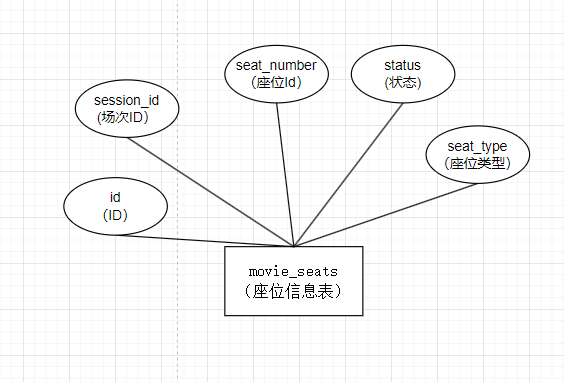 seat_number
（座位Id）
status
(状态)
session_id
(场次ID）
seat_type
（座位类型）
id
（ID）
movie_seats
（座位信息表）